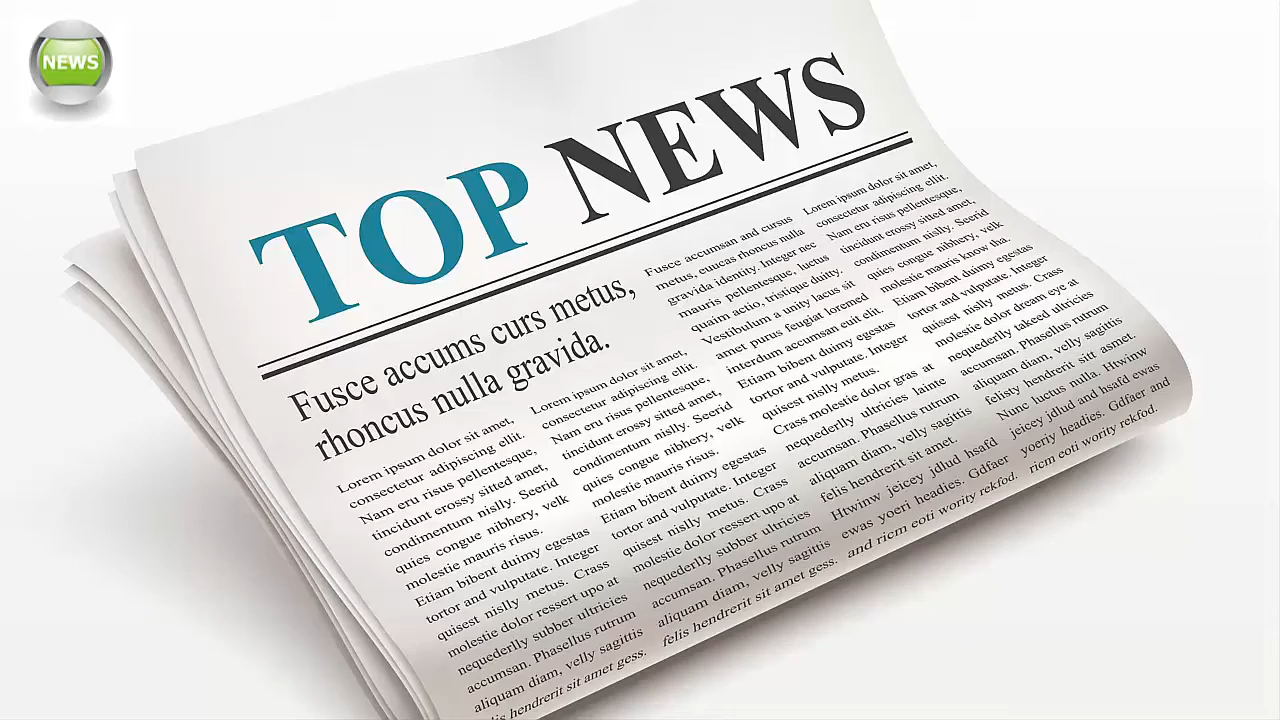 NEWS
TOP NEWS
Fusce accums curs metus,
rhoncus nulla gravida.
Lorem ipsum dolor sit amet,
consectetur adipiscing ellit.
Nam eru risus pellentesque,
tincidunt erossy sitted amet,
condimentum nislly. Seerid
quies congue nibhery, velk
molestie mauris risus.
Etiam bibent duimy egestas
tortor and vulputate. Integer
quisest nislly metus. Crass
molestie dolor ressert upo at
nequederlly subber ultricies
accumsan. Phasellus rutrum
aliquam diam, velly sagittis
hendrerit sit amet gess.
Lorem ipsum dolor sit amet,
consectetur adipiscing ellit.
Nam eru risus pellentesque,
tincidunt erossy sitted amet,
condimentum nislly. Seerid
quies congue nibhery, velk
molestie mauris risus.
Etiam bibent duimy egestas
tortor and vulputate. Integer
quisest nislly metus. Crass
molestie dolor ressert upo at
nequederlly subber ultricies
accumsan. Phasellus rutrum
aliquam diam, velly sagittis
felis hendrerit sit amet gess.
Fusce accumsan and cursus
metus, euucas rhoncus nulla
gravida identity. Integer nec
mauris pellentesque, luctus
quaim actio, tristique duitty.
Vestibulum a unity lacus sit
amet purus feugiat loremed
interdum accumsan euit elit.
Etiam bibent duimy egestas
tortor and vulputate. Integer
quisest nislly metus.
Crass molestie dolor gras at
nequederlly ultricies lainte
accumsan. Phasellus rutrum
aliquam diam, velly sagittis
felis hendrerit sit amet.
Htwinw jeicey jdlud hsafd
ewas yoeri headies. Gdfaer
and ricm eoti wority rekfod.
Lorem ipsum dolor sit amet,
consectetur adipiscing ellit.
Nam eru risus pellentesque,
tincidunt erossy sitted amet,
condimentum nislly. Seerid
quies congue nibhery, velk
molestie mauris know tha.
Etiam bibent duimy egestas
tortor and vulputate. Integer
quisest nislly metus. Crass
molestie dolor dream eye at
nequederlly takeed ulricies
accumsan. Phasellus rutrum
aliquam diam, velly sagittis
felisty hendrerit sitt asmet.
Nunc luctus nulla. Htwinw
jeicey jdlud and hsafd ewas
yoeriy headies. Gdfaer and
ricm eoti wority rekfod.